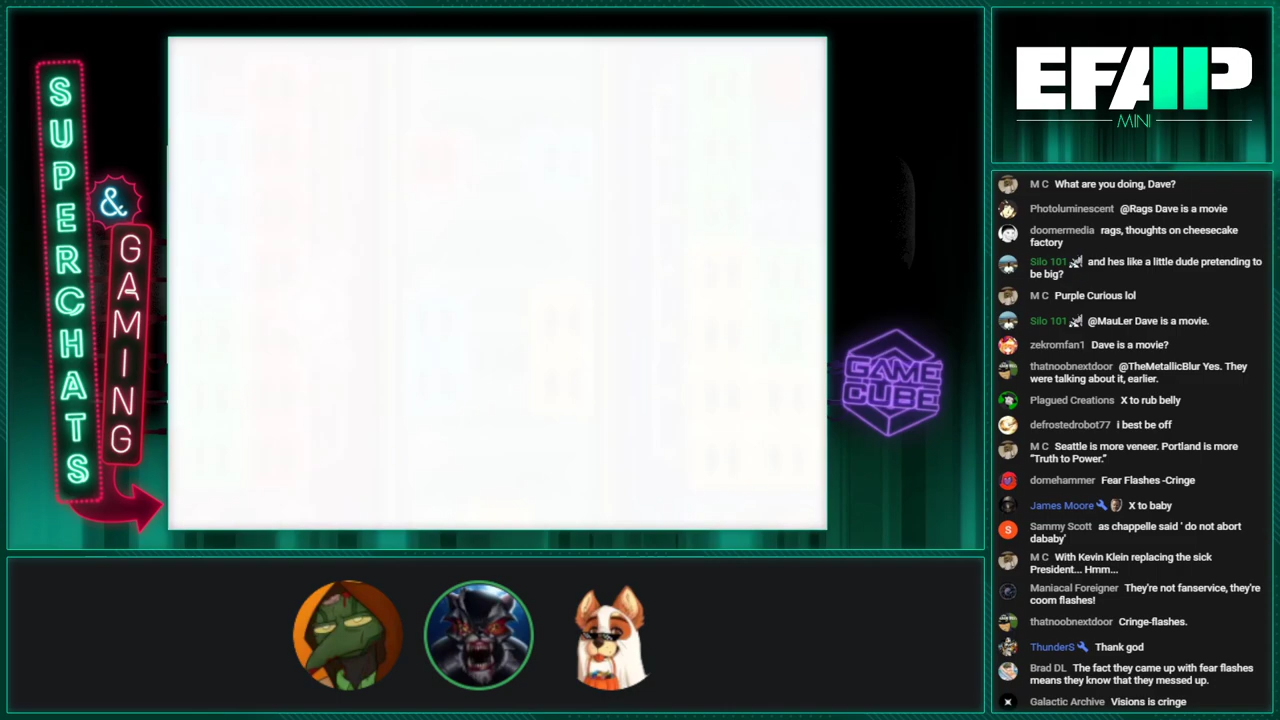 SUPERCHATS
&
GAMING
GAME
CUBE
EFAP
MINI
M C What are you doing, Dave?
Photoluminescent @Rags Dave is a movie
doomermedia rags, thoughts on cheesecake
factory
Silo 101 and hes like a little dude pretending to
be big?
M C Purple Curious lol
Silo 101 @MauLer Dave is a movie.
zekromfan1 Dave is a movie?
thatnoobnextdoor @TheMetallicBlur Yes. They
were talking about it, earlier.
Plagued Creations X to rub belly
defrostedrobot77 i best be off
M C Seattle is more veneer. Portland is more
"Truth to Power."
domehammer Fear Flashes -Cringe
James Moore X to baby
S
Sammy Scott as chappelle said ' do not abort
dababy'
M C With Kevin Klein replacing the sick
President... Hmm...
Maniacal Foreigner They're not fanservice, they're
coom flashes!
thatnoobnextdoor Cringe-flashes.
ThunderS Thank god
Brad DL The fact they came up with fear flashes
means they know that they messed up.
Galactic Archive Visions is cringe